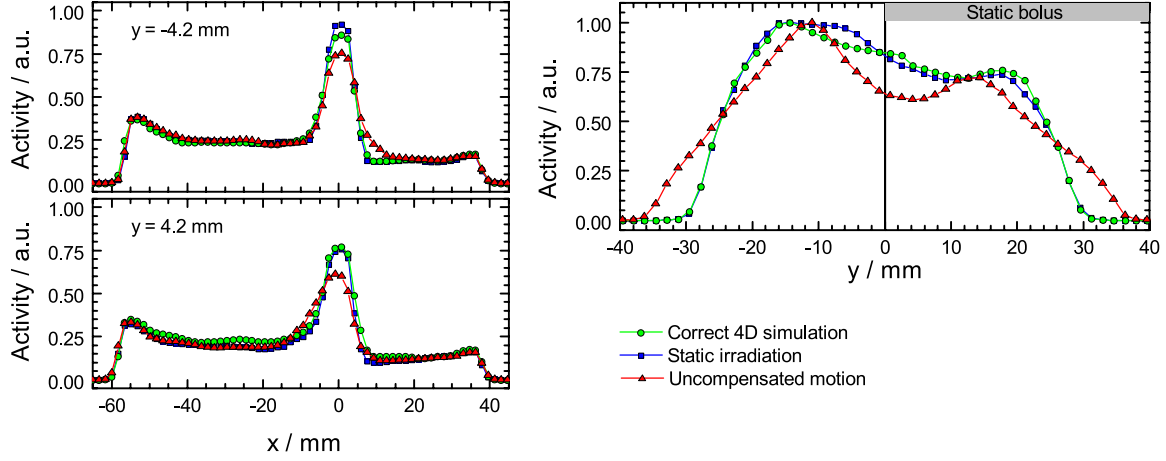 y = -4.2 mm
Activity / a.u.
1.00
0.75
0.50
0.25
0.00
y = 4.2 mm
Activity / a.u.
1.00
0.75
0.50
0.25
0.00
-60 -40 -20 0 20 40
x / mm
Static bolus
Activity / a.u.
1.00
0.75
0.50
0.25
0.00
-40 -30 -20 -10 0 10 20 30 40
y / mm
Correct 4D simulation
Static irradiation
Uncompensated motion